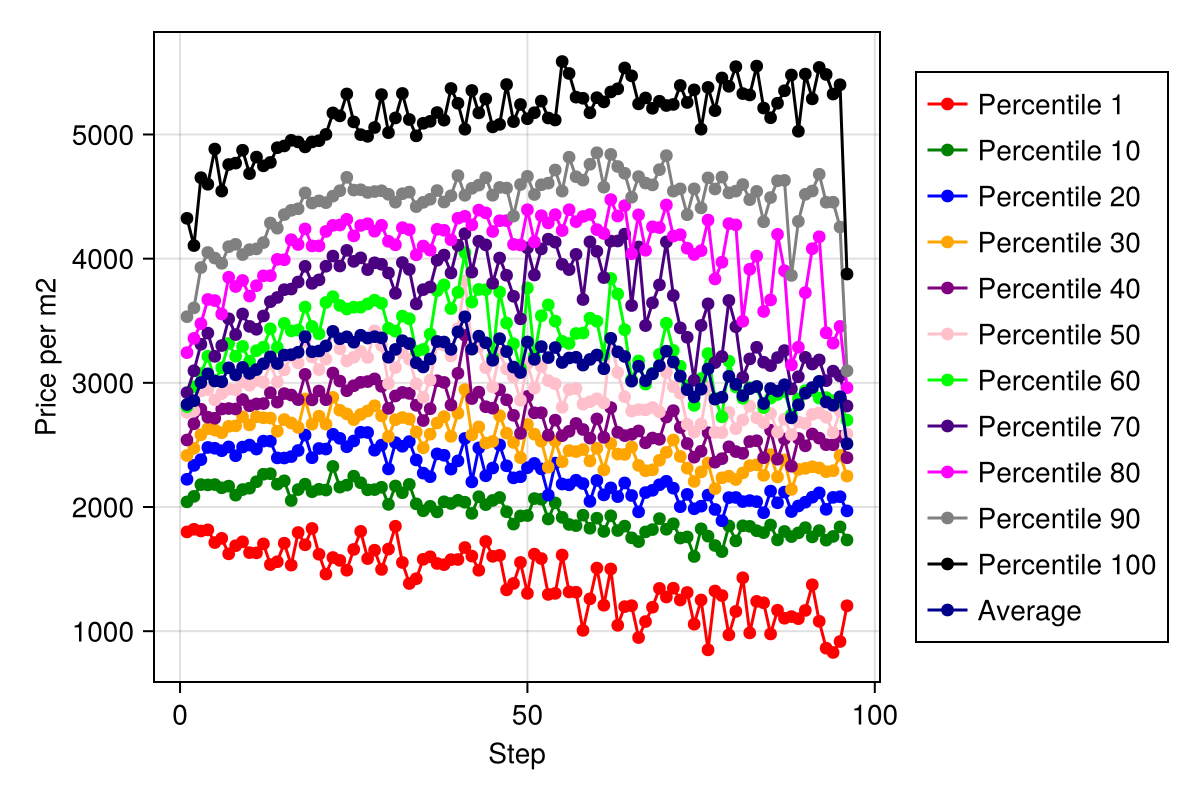 5000
4000
3000
2000
1000
Price per m2
0
50
100
Step
Percentile 1
Percentile 10
Percentile 20
Percentile 30
Percentile 40
Percentile 50
Percentile 60
Percentile 70
Percentile 80
Percentile 90
Percentile 100
Average